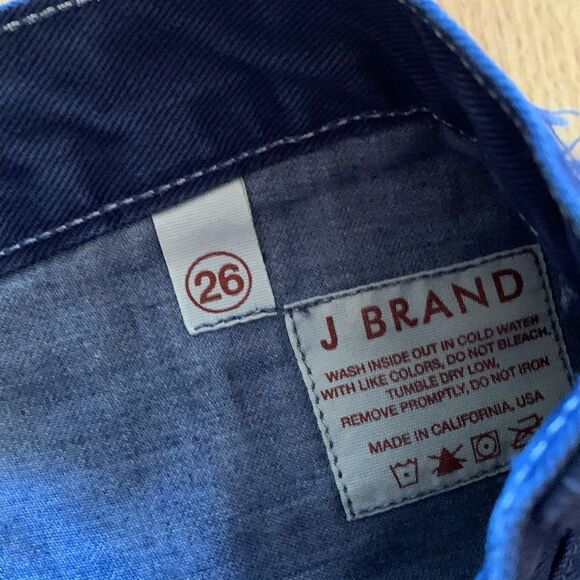 26
J BRAND
WASH INSIDE OUT IN COLD WATER
WITH LIKE COLORS, DO NOT BLEACH,
TUMBLE DRY LOW,
REMOVE PROMPTLY, DO NOT IRON
MADE IN CALIFORNIA, USA